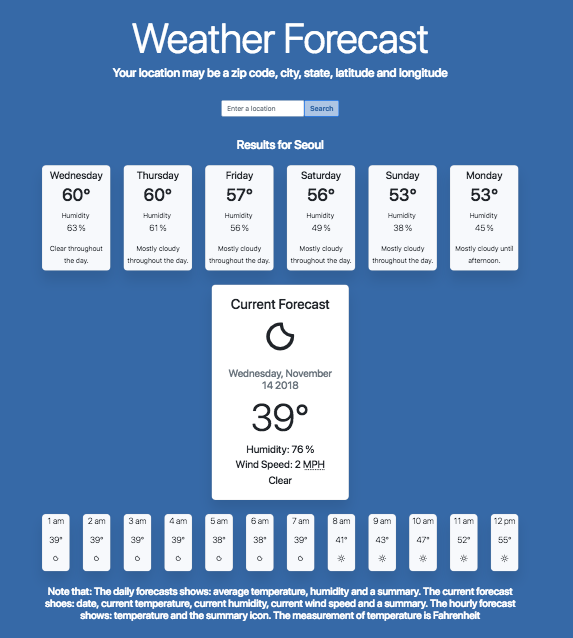 Weather Forecast
Your location may be a zip code, city, state, latitude and longitude
Enter a location Search
Results for Seoul
Wednesday Thursday Friday Saturday Sunday Monday
60° 60° 57° 56° 53° 53°
Humidity Humidity Humidity Humidity Humidity Humidity
63 % 61 % 56 % 49 % 38 % 45 %
Clear throughout Mostly cloudy Mostly cloudy Mostly cloudy Mostly cloudy Mostly cloudy until
the day. throughout the day. throughout the day. throughout the day. throughout the day. afternoon.
Current Forecast
Wednesday, November
14 2018
39°
Humidity: 76 %
Wind Speed: 2 MPH
Clear
1 am 2 am 3 am 4 am 5 am 6 am 7 am 8 am 9 am 10 am 11 am 12 pm
39° 39° 39° 39° 38° 38° 39° 41° 43° 47° 52° 55°
Note that: The daily forecasts shows: average temperature, humidity and a summary. The current forecast
shoes: date, current temperature, current humidity, current wind speed and a summary. The hourly forecast
shows: temperature and the summary icon. The measurement of temperature is Fahrenheit